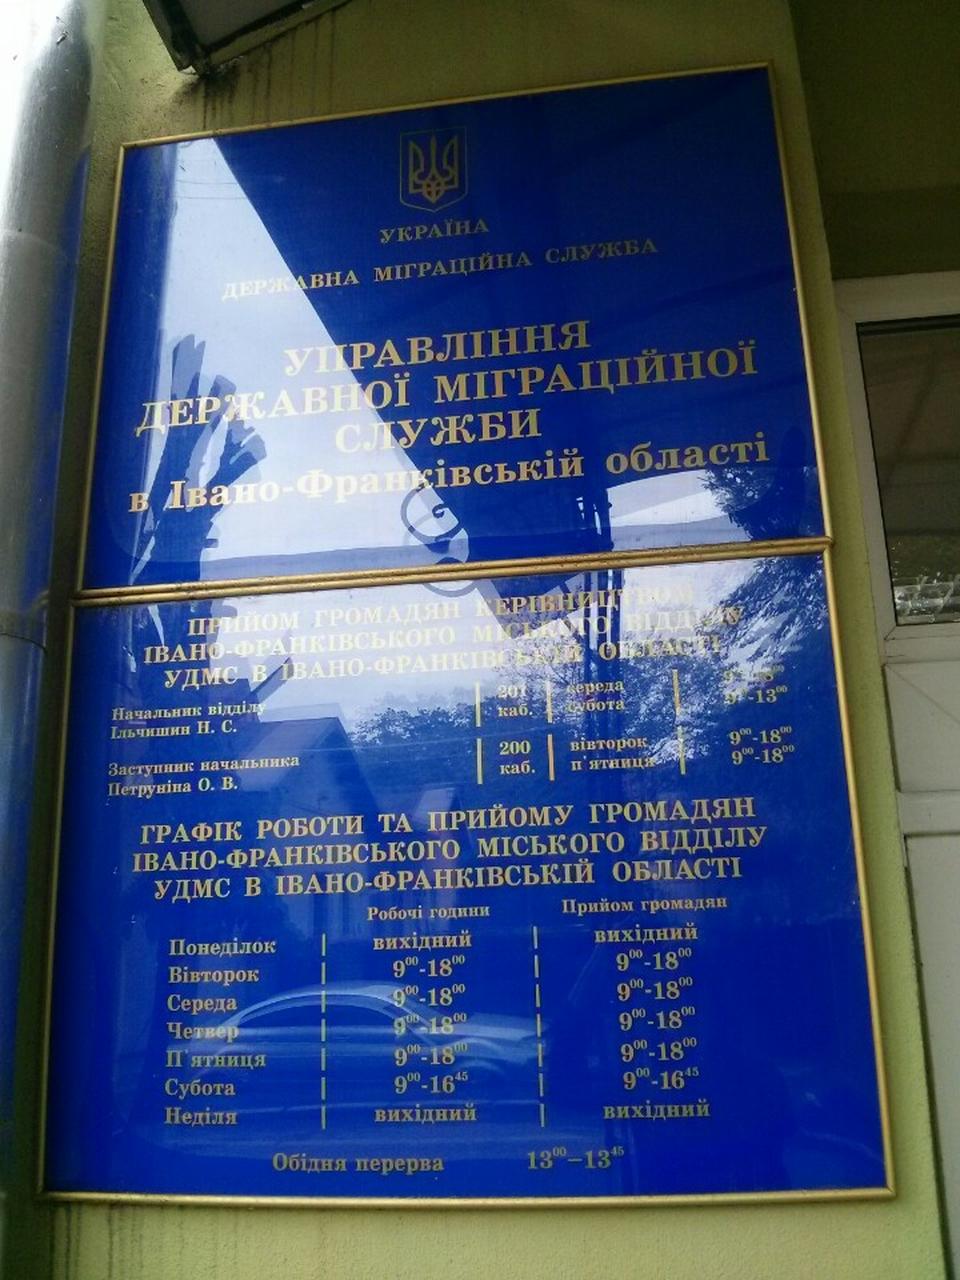 УКРАЇНА
ДЕРЖАВНА МІГРАЦІЙНА СЛУЖБА
УПРАВЛІННЯ
ДЕРЖАВНОЇ МІГРАЦІЙНОЇ
СЛУЖБИ
в Івано-Франківській області
ПРИЙОМ ГРОМАДЯН КЕРІВНИЦТВОМ
ІВАНО-ФРАНКІВСЬКОГО МІСЬКОГО ВІДДІЛУ
УДМС В ІВАНО-ФРАНКІВСЬКІЙ ОБЛАСТІ
Начальник відділу 201 середа 9⁰⁰-18⁰⁰
Ільчишин Н. С. каб. субота 9⁰⁰-13⁰⁰
Заступник начальника 200 вівторок 9⁰⁰-18⁰⁰
Петруніна О. В. каб. п'ятниця 9⁰⁰-18⁰⁰
ГРАФІК РОБОТИ ТА ПРИЙОМУ ГРОМАДЯН
ІВАНО-ФРАНКІВСЬКОГО МІСЬКОГО ВІДДІЛУ
УДМС В ІВАНО-ФРАНКІВСЬКІЙ ОБЛАСТІ
Робочі години Прийом громадян
Понеділок вихідний вихідний
Вівторок 9⁰⁰-18⁰⁰ 9⁰⁰-18⁰⁰
Середа 9⁰⁰-18⁰⁰ 9⁰⁰-18⁰⁰
Четвер 9⁰⁰-18⁰⁰ 9⁰⁰-18⁰⁰
П'ятниця 9⁰⁰-18⁰⁰ 9⁰⁰-18⁰⁰
Субота 9⁰⁰-16⁴⁵ 9⁰⁰-16⁴⁵
Неділя вихідний вихідний
Обідня перерва 13⁰⁰–13⁴⁵